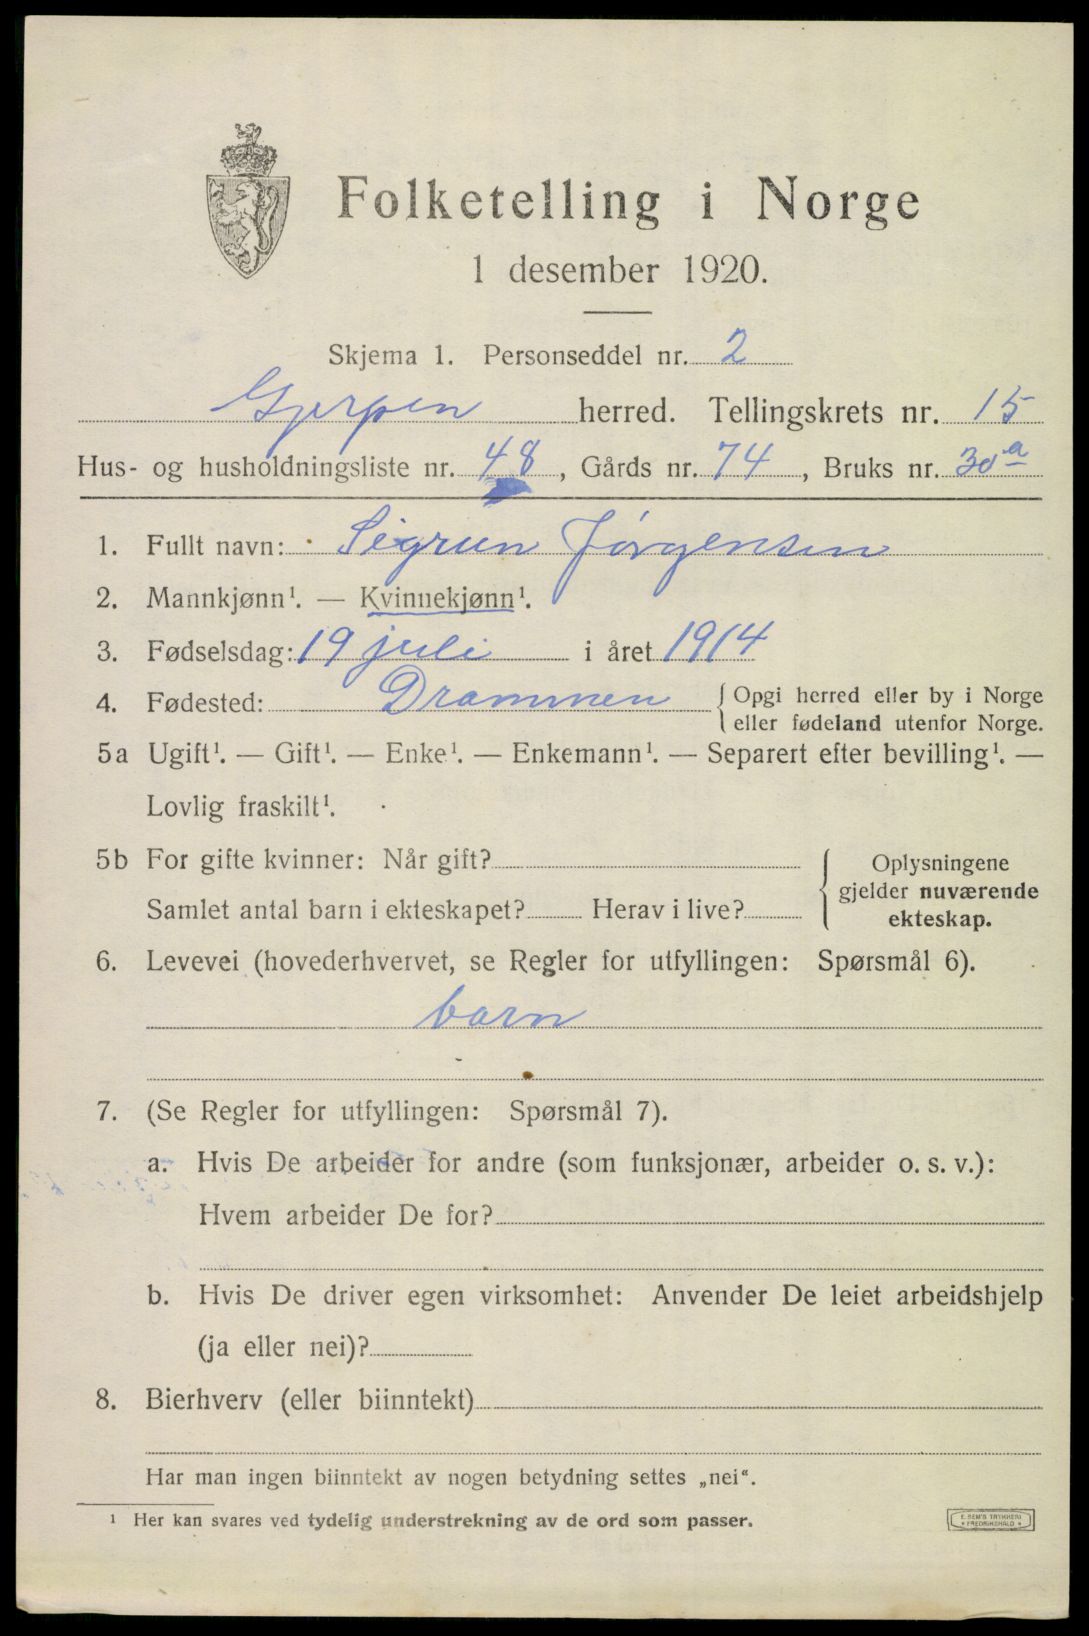 Folketelling i Norge
1 desember 1920.
Skjema 1. Personseddel nr. 2
Gjerpen herred. Tellingskrets nr. 15
Hus- og husholdningsliste nr. 48, Gårds nr. 74, Bruks nr. 30a
1. Fullt navn: Sigrun Jørgensen
2. Mannkjønn¹. — Kvinnekjønn¹.
3. Fødselsdag: 19 juli i året 1914
4. Fødested: Drammen { Opgi herred eller by i Norge
eller fødeland utenfor Norge.
5a Ugift¹. — Gift¹. — Enke¹. — Enkemann¹. — Separert efter bevilling¹. —
Lovlig fraskilt¹.
5b For gifte kvinner: Når gift?
Samlet antal barn i ekteskapet? Herav i live?
Oplysningene
gjelder nuværende
ekteskap.
6. Levevei (hovederhvervet, se Regler for utfyllingen: Spørsmål 6).
barn
7. (Se Regler for utfyllingen: Spørsmål 7).
a. Hvis De arbeider for andre (som funksjonær, arbeider o. s. v.):
Hvem arbeider De for?
b. Hvis De driver egen virksomhet: Anvender De leiet arbeidshjelp
(ja eller nei)?
8. Bierhverv (eller biinntekt)
Har man ingen biinntekt av nogen betydning settes „nei“.
¹ Her kan svares ved tydelig understrekning av de ord som passer.
E. SEM'S TRYKKERI
FREDRIKSHALD